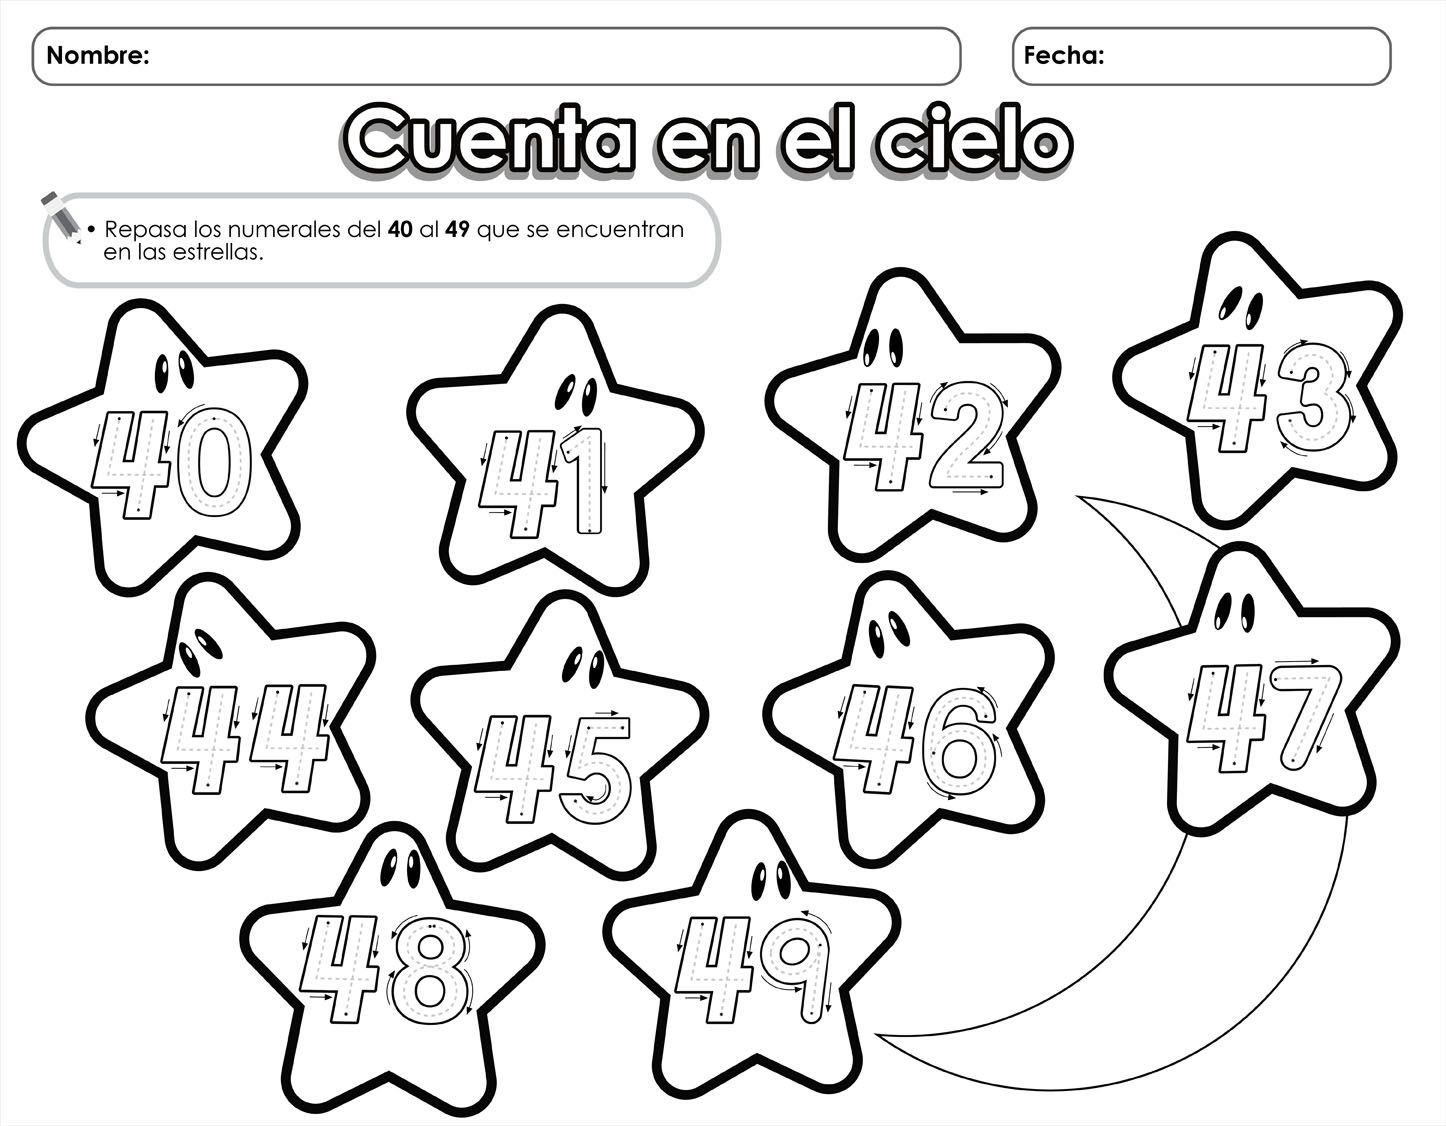 Nombre:
Fecha:
Cuenta en el cielo
• Repasa los numerales del 40 al 49 que se encuentran
en las estrellas.
40
41
42
43
44
45
46
47
48
49